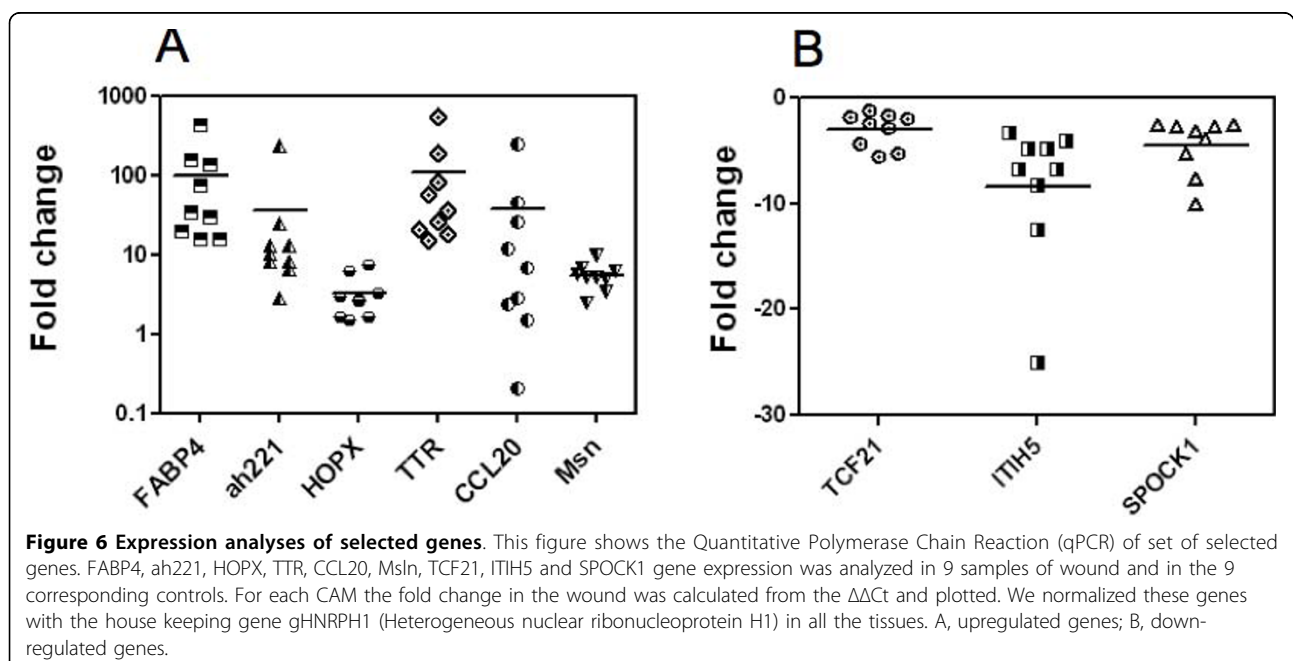 A
Fold change
1000
100
10
1
0.1
FABP4
ah221
HOPX
TTR
CCL20
Msn
B
Fold change
-0
-10
-20
-30
TCF21
ITIH5
SPOCK1
Figure 6 Expression analyses of selected genes. This figure shows the Quantitative Polymerase Chain Reaction (qPCR) of set of selected
genes. FABP4, ah221, HOPX, TTR, CCL20, Msln, TCF21, ITIH5 and SPOCK1 gene expression was analyzed in 9 samples of wound and in the 9
corresponding controls. For each CAM the fold change in the wound was calculated from the ΔΔCt and plotted. We normalized these genes
with the house keeping gene gHNRPH1 (Heterogeneous nuclear ribonucleoprotein H1) in all the tissues. A, upregulated genes; B, down-
regulated genes.